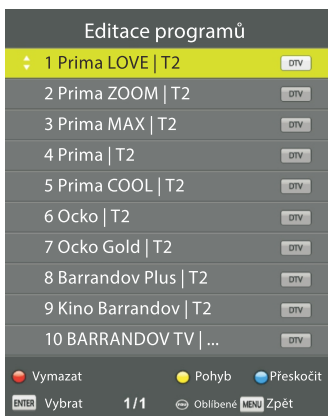 Editace programů
1 Prima LOVE | T2 DTV
2 Prima ZOOM | T2 DTV
3 Prima MAX | T2 DTV
4 Prima | T2 DTV
5 Prima COOL | T2 DTV
6 Ocko | T2 DTV
7 Ocko Gold | T2 DTV
8 Barrandov Plus | T2 DTV
9 Kino Barrandov | T2 DTV
10 BARRANDOV TV | ... DTV
Vymazat Pohyb Přeskočit
ENTER Vybrat 1/1 Oblíbené MENU Zpět